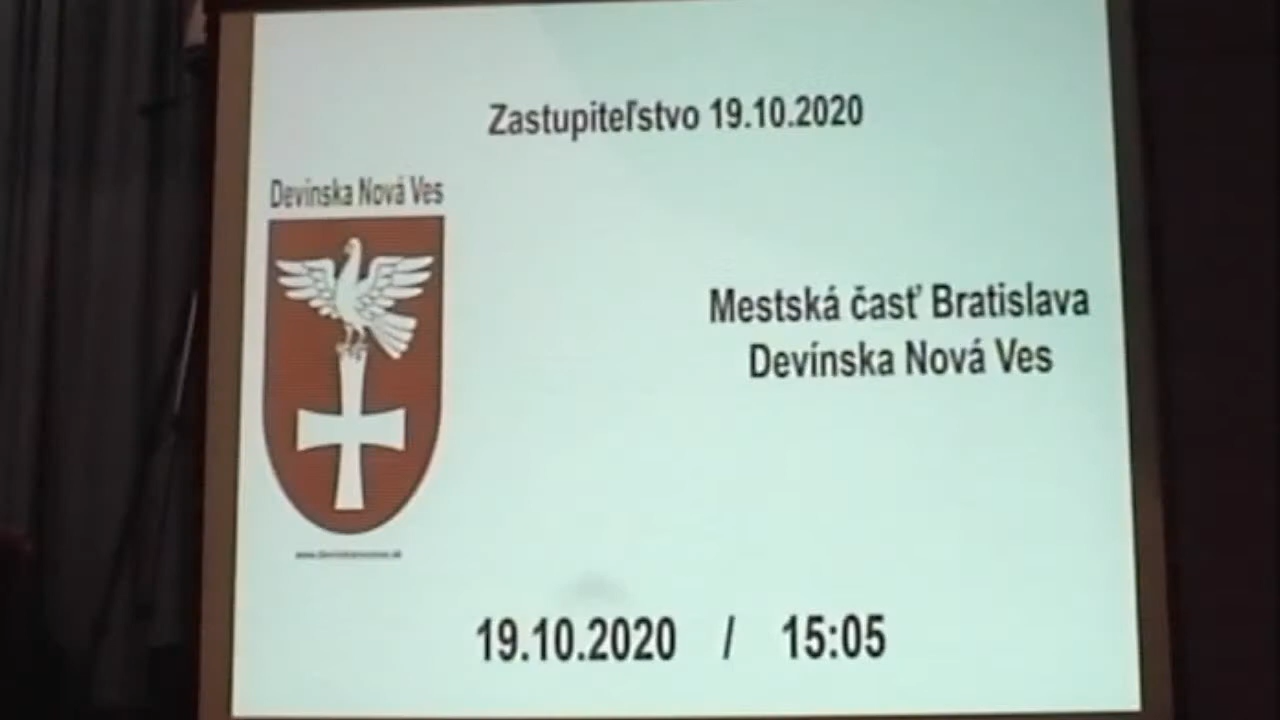 Zastupiteľstvo 19.10.2020
Devínska Nová Ves
Mestská časť Bratislava
Devínska Nová Ves
19.10.2020 / 15:05